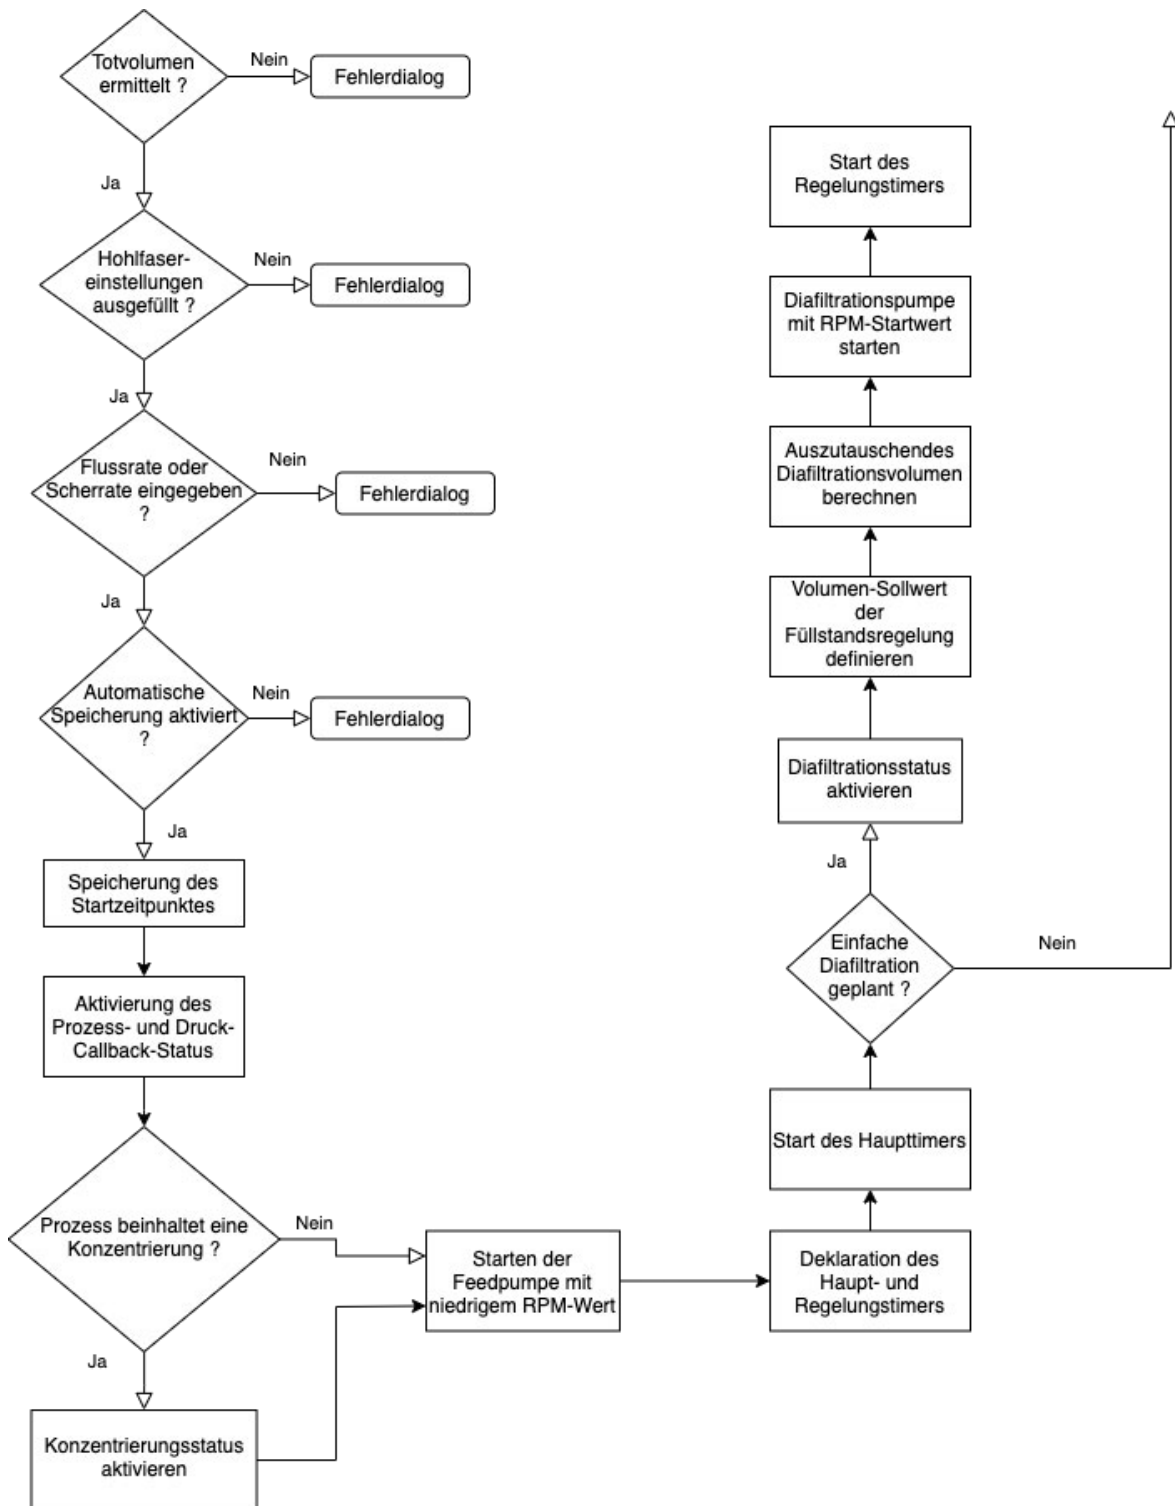 Totvolumen
ermittelt ?
Nein
Fehlerdialog
Ja
Hohlfaser-
einstellungen
ausgefüllt ?
Nein
Fehlerdialog
Ja
Flussrate oder
Scherrate eingegeben
?
Nein
Fehlerdialog
Ja
Automatische
Speicherung aktiviert
?
Nein
Fehlerdialog
Ja
Speicherung des
Startzeitpunktes
Aktivierung des
Prozess- und Druck-
Callback-Status
Prozess beinhaltet eine
Konzentrierung ?
Nein
Ja
Konzentrierungsstatus
aktivieren
Starten der
Feedpumpe mit
niedrigem RPM-Wert
Deklaration des
Haupt- und
Regelungstimers
Start des Haupttimers
Einfache
Diafiltration
geplant ?
Nein
Ja
Diafiltrationsstatus
aktivieren
Volumen-Sollwert
der
Füllstandsregelung
definieren
Auszutauschendes
Diafiltrationsvolumen
berechnen
Diafiltrationspumpe
mit RPM-Startwert
starten
Start des
Regelungstimers